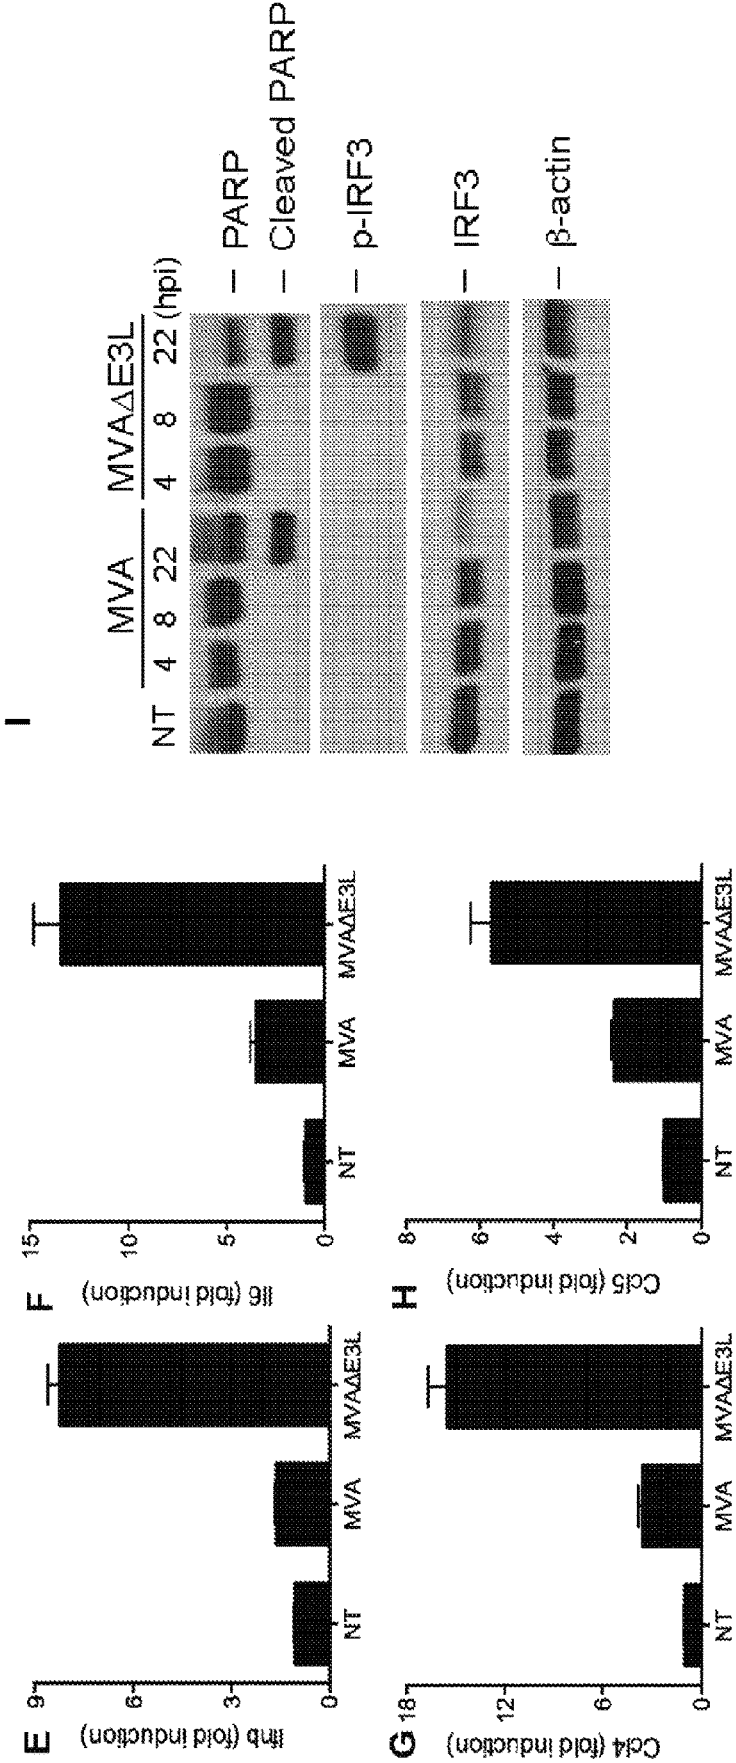 E
Ifnb (fold induction)
9
6
3
0
NT MVA MVAΔE3L
F
Il6 (fold induction)
15
10
5
0
NT MVA MVAΔE3L
G
Ccl4 (fold induction)
18
12
6
0
NT MVA MVAΔE3L
H
Ccl5 (fold induction)
8
6
4
2
0
NT MVA MVAΔE3L
I
MVA MVAΔE3L
NT 4 8 22 4 8 22 (hpi)
– PARP
– Cleaved PARP
– p-IRF3
– IRF3
– β-actin